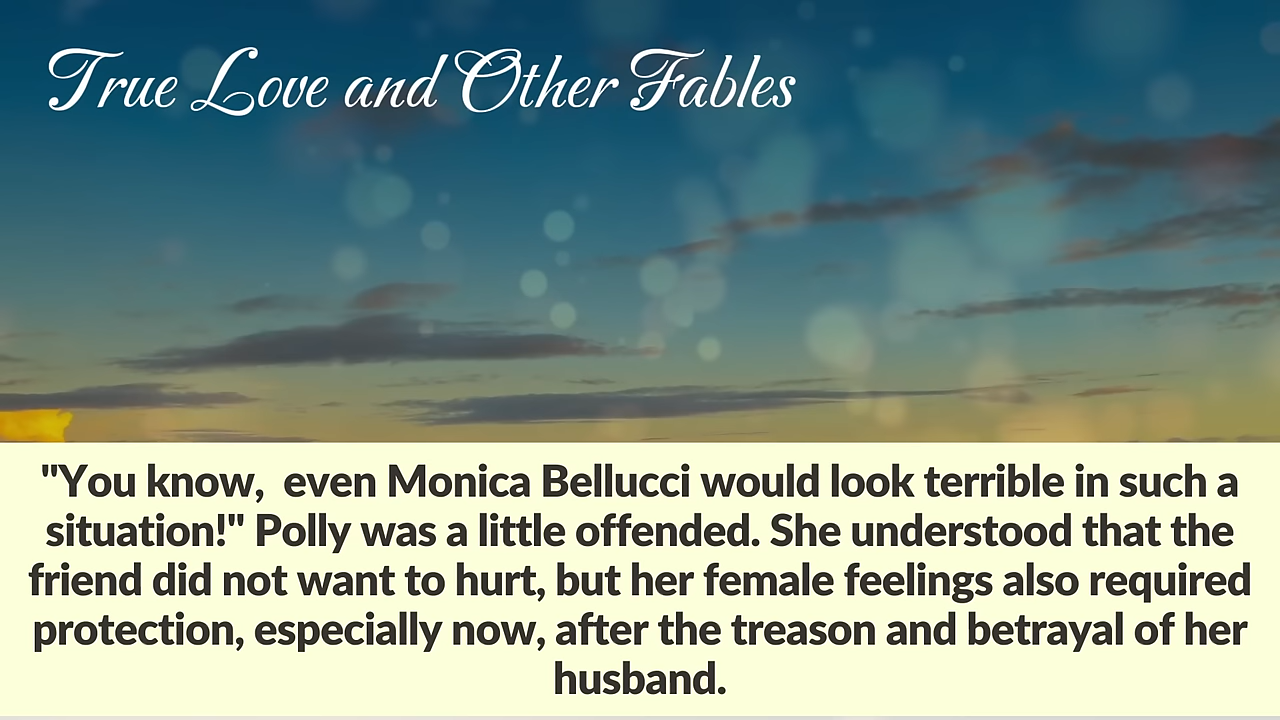 True Love and Other Fables
"You know,  even Monica Bellucci would look terrible in such a
situation!" Polly was a little offended. She understood that the
friend did not want to hurt, but her female feelings also required
protection, especially now, after the treason and betrayal of her
husband.